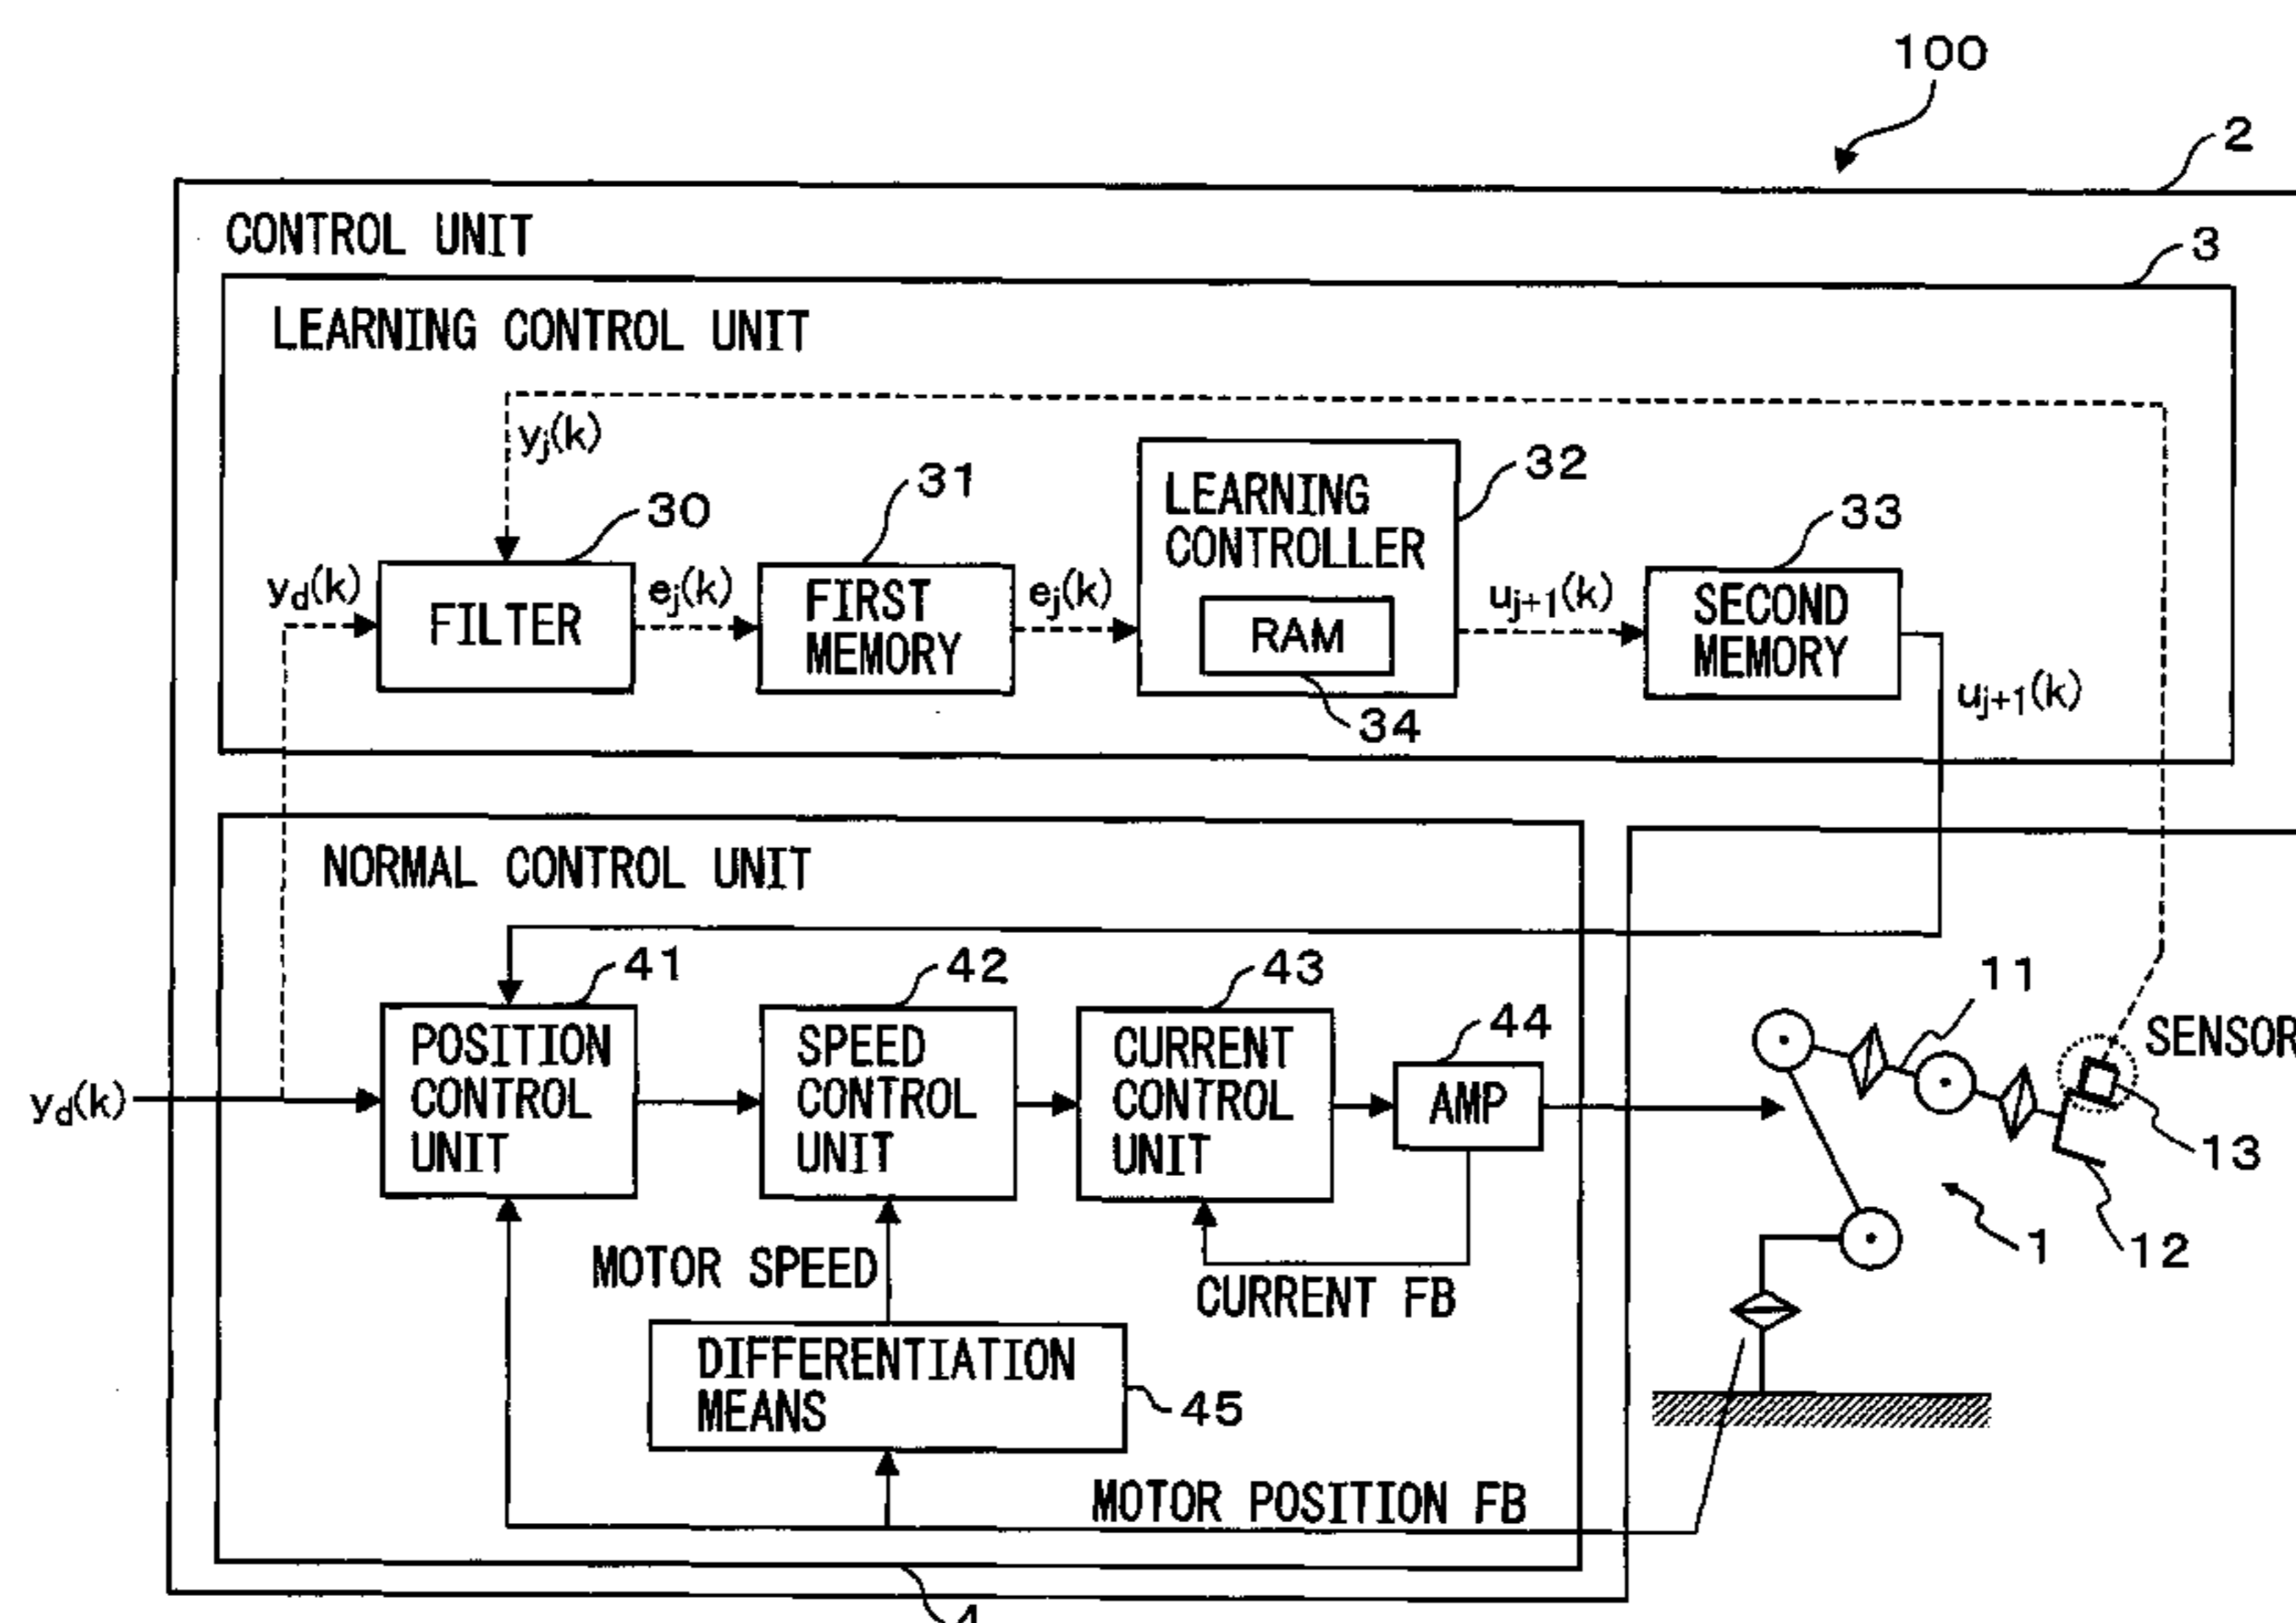 100
2
CONTROL UNIT
3
LEARNING CONTROL UNIT
yj(k)
30
31
32
33
yd(k)
FILTER
ej(k)
FIRST
MEMORY
ej(k)
LEARNING
CONTROLLER
RAM
34
uj+1(k)
SECOND
MEMORY
uj+1(k)
NORMAL CONTROL UNIT
41
42
43
44
yd(k)
POSITION
CONTROL
UNIT
SPEED
CONTROL
UNIT
CURRENT
CONTROL
UNIT
AMP
11
SENSOR
13
12
1
MOTOR SPEED
CURRENT FB
DIFFERENTIATION
MEANS
45
MOTOR POSITION FB
4